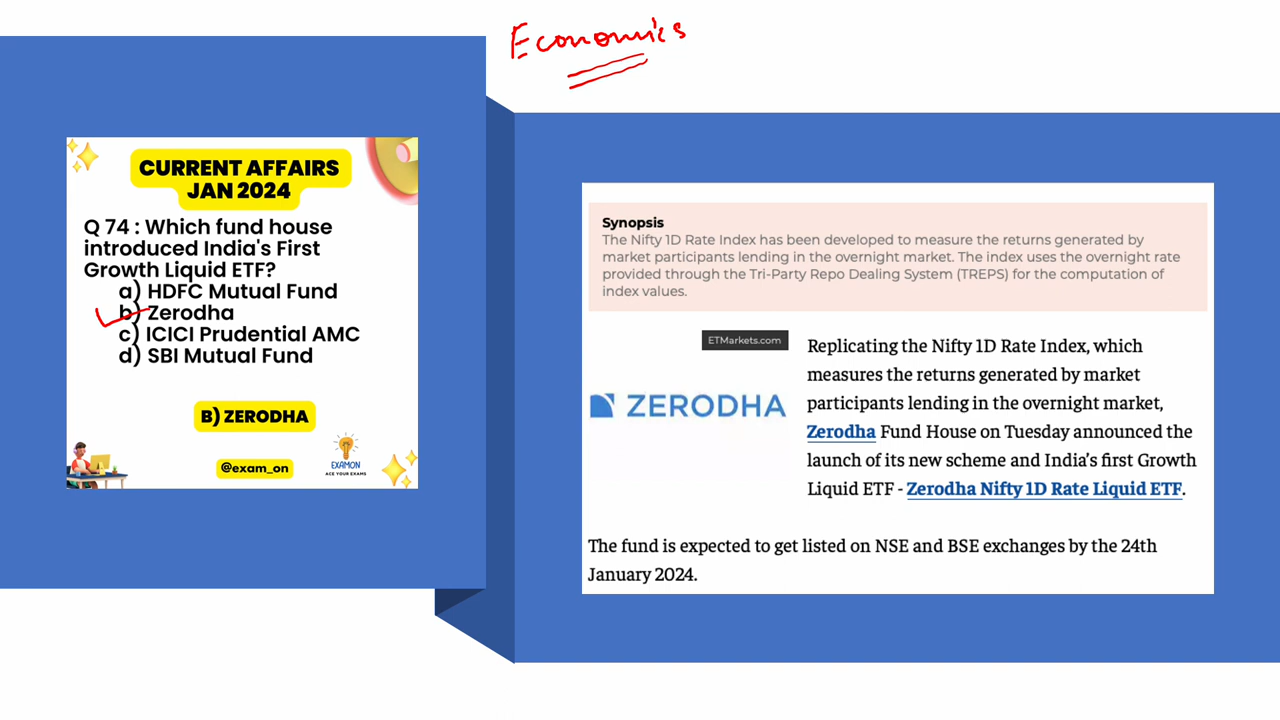 Economics
CURRENT AFFAIRS
JAN 2024
Q 74 : Which fund house
introduced India's First
Growth Liquid ETF?
a) HDFC Mutual Fund
b) Zerodha
c) ICICI Prudential AMC
d) SBI Mutual Fund
B) ZERODHA
@exam_on
EXAMON
ACE YOUR EXAMS
Synopsis
The Nifty 1D Rate Index has been developed to measure the returns generated by
market participants lending in the overnight market. The index uses the overnight rate
provided through the Tri-Party Repo Dealing System (TREPS) for the computation of
index values.
ETMarkets.com
ZERODHA
Replicating the Nifty 1D Rate Index, which
measures the returns generated by market
participants lending in the overnight market,
Zerodha Fund House on Tuesday announced the
launch of its new scheme and India’s first Growth
Liquid ETF - Zerodha Nifty 1D Rate Liquid ETF.
The fund is expected to get listed on NSE and BSE exchanges by the 24th
January 2024.